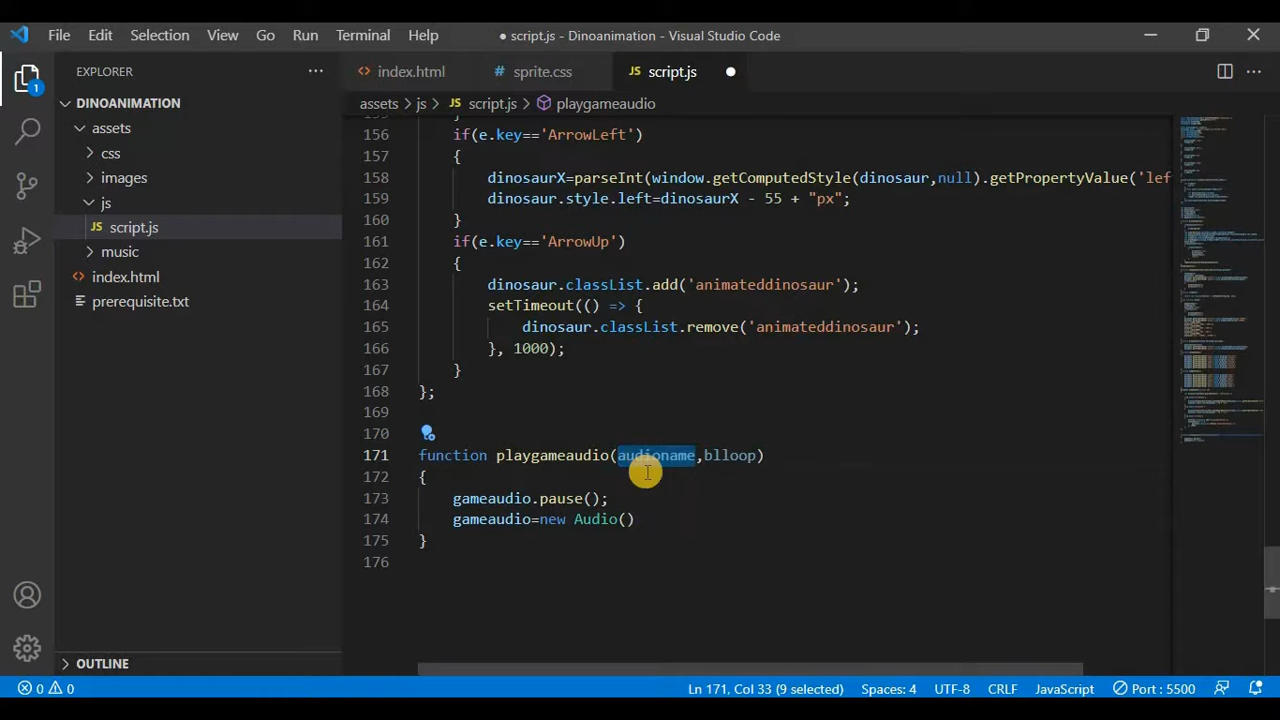 File Edit Selection View Go Run Terminal Help ● script.js - Dinoanimation - Visual Studio Code
EXPLORER
index.html
# sprite.css
JS script.js
DINOANIMATION
assets
css
images
js
JS script.js
music
index.html
prerequisite.txt
OUTLINE
assets > js > JS script.js > playgameaudio
156 if(e.key=='ArrowLeft')
157 {
158 dinosaurX=parseInt(window.getComputedStyle(dinosaur,null).getPropertyValue('lef
159 dinosaur.style.left=dinosaurX - 55 + "px";
160 }
161 if(e.key=='ArrowUp')
162 {
163 dinosaur.classList.add('animateddinosaur');
164 setTimeout(() => {
165 dinosaur.classList.remove('animateddinosaur');
166 }, 1000);
167 }
168 };
169
170
171 function playgameaudio(audioname,blloop)
172 {
173 gameaudio.pause();
174 gameaudio=new Audio()
175 }
176
1
0 0 Ln 171, Col 33 (9 selected) Spaces: 4 UTF-8 CRLF JavaScript Port : 5500